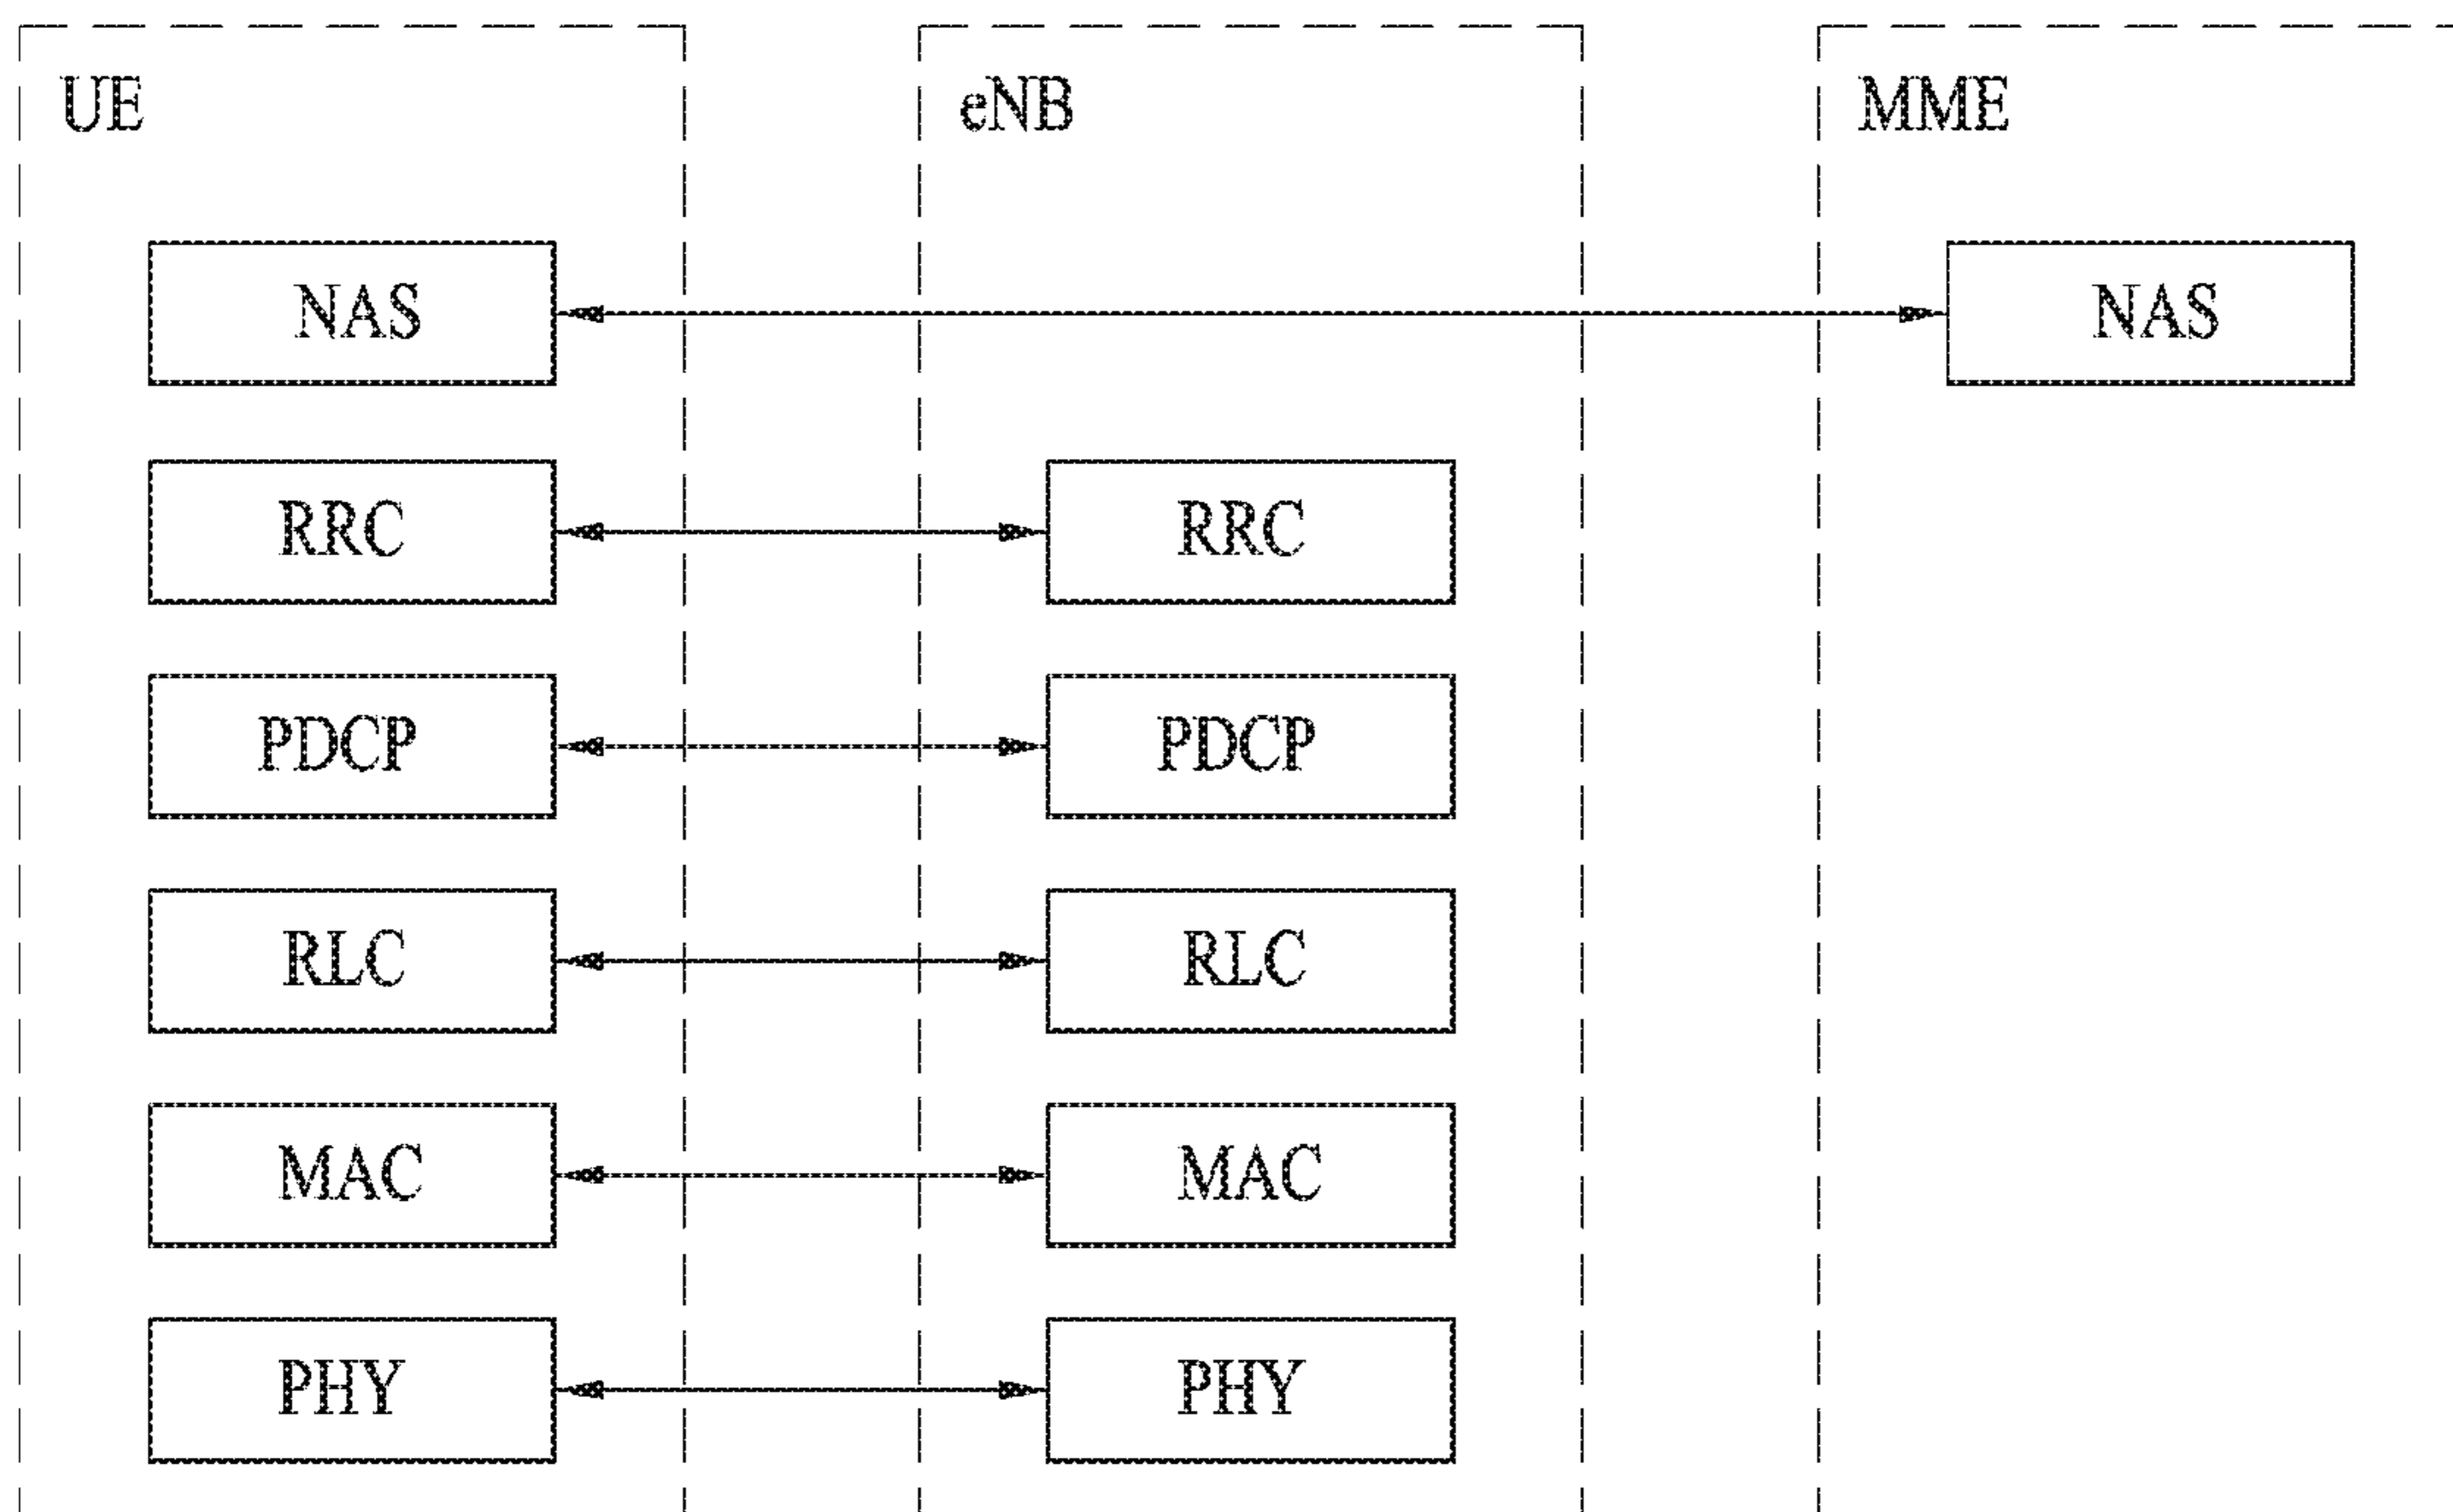 UE eNB MME
NAS NAS
RRC RRC
PDCP PDCP
RLC RLC
MAC MAC
PHY PHY